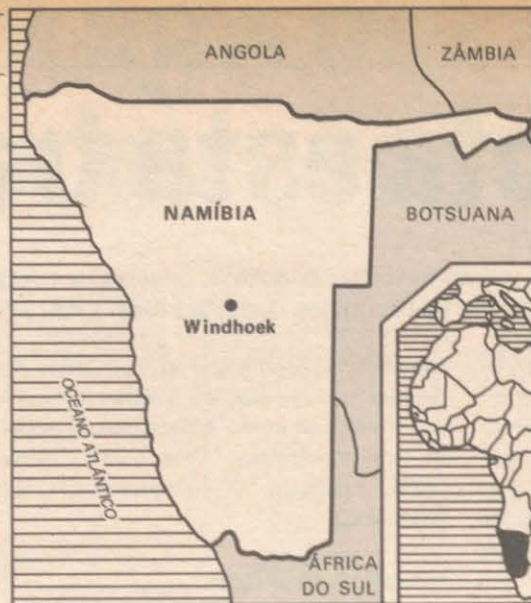 ANGOLA
ZÂMBIA
NAMÍBIA
BOTSUANA
Windhoek
OCEANO ATLÂNTICO
ÁFRICA
DO SUL